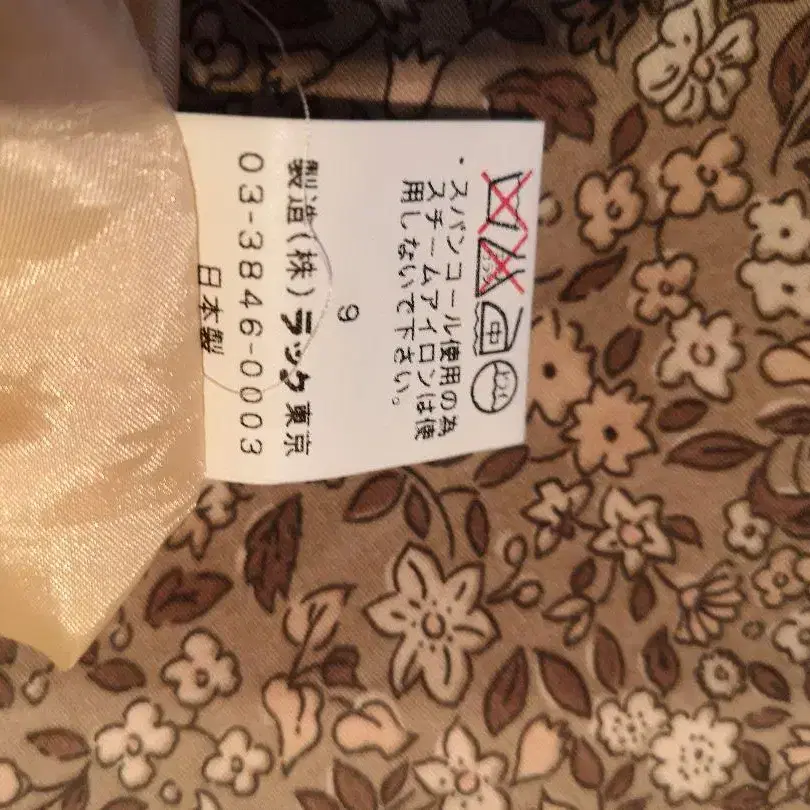 ・スパンコール使用の為
スチームアイロンは使
用しないで下さい。
9
製造(株)ラック 東京
03-3846-0003
日本製